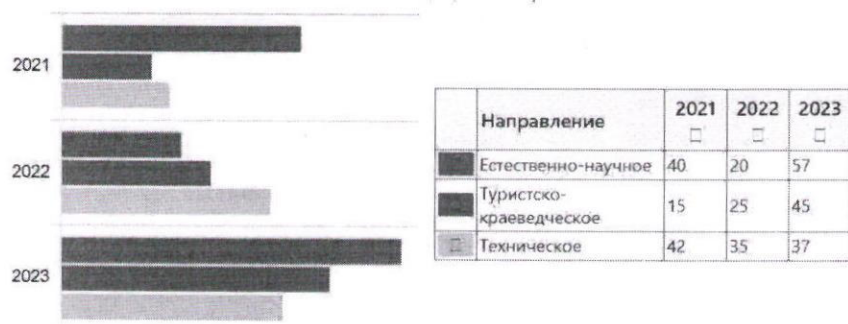 2021
2022
2023
Направление 2021 2022 2023
Естественно-научное 40 20 57
Туристско-
краеведческое 15 25 45
Техническое 42 35 37